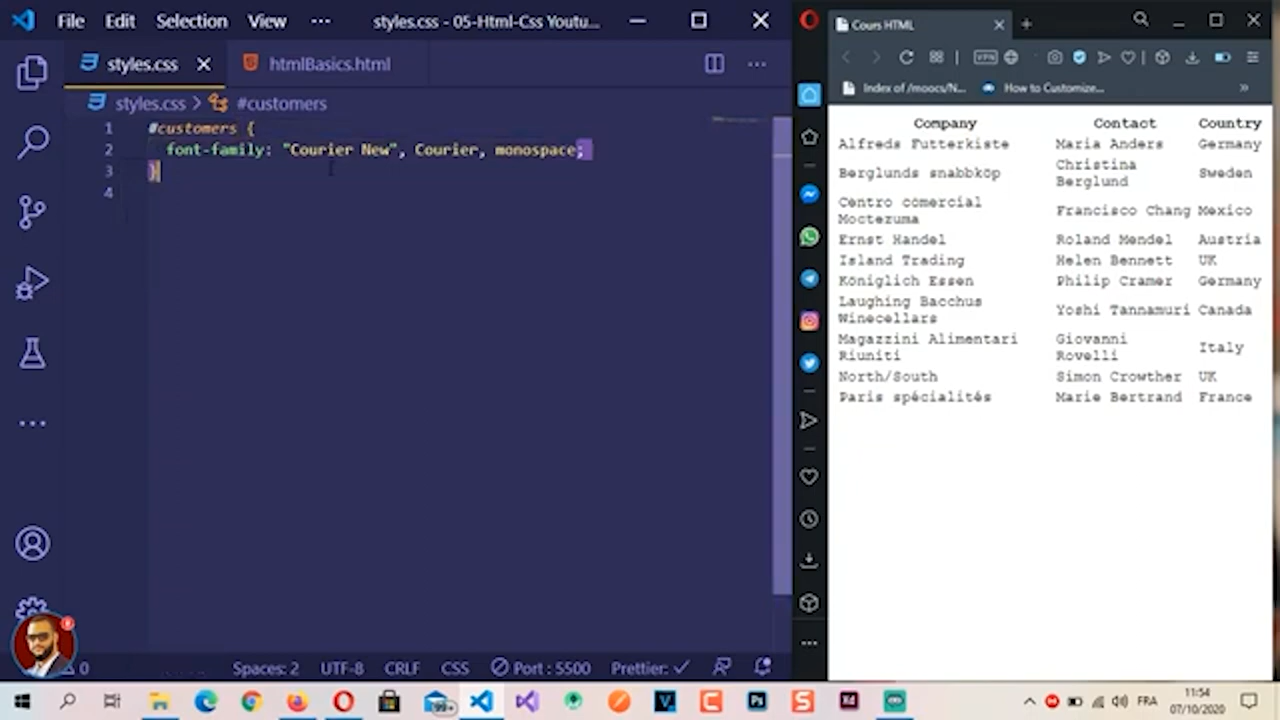 File Edit Selection View ··· styles.css - 05-Html-Css Youtu...
styles.css htmlBasics.html
styles.css > #customers
1 #customers {
2 font-family: "Courier New", Courier, monospace;
3 }
4
0 Spaces: 2 UTF-8 CRLF CSS Port : 5500 Prettier: ✓
Cours HTML
VPN
Index of /moocs/N... How to Customize... »
Company Contact Country
Alfreds Futterkiste Maria Anders Germany
Berglunds snabbköp Christina Berglund Sweden
Centro comercial Moctezuma Francisco Chang Mexico
Ernst Handel Roland Mendel Austria
Island Trading Helen Bennett UK
Königlich Essen Philip Cramer Germany
Laughing Bacchus Winecellars Yoshi Tannamuri Canada
Magazzini Alimentari Riuniti Giovanni Rovelli Italy
North/South Simon Crowther UK
Paris spécialités Marie Bertrand France
99+ FRA 11:54
07/10/2020